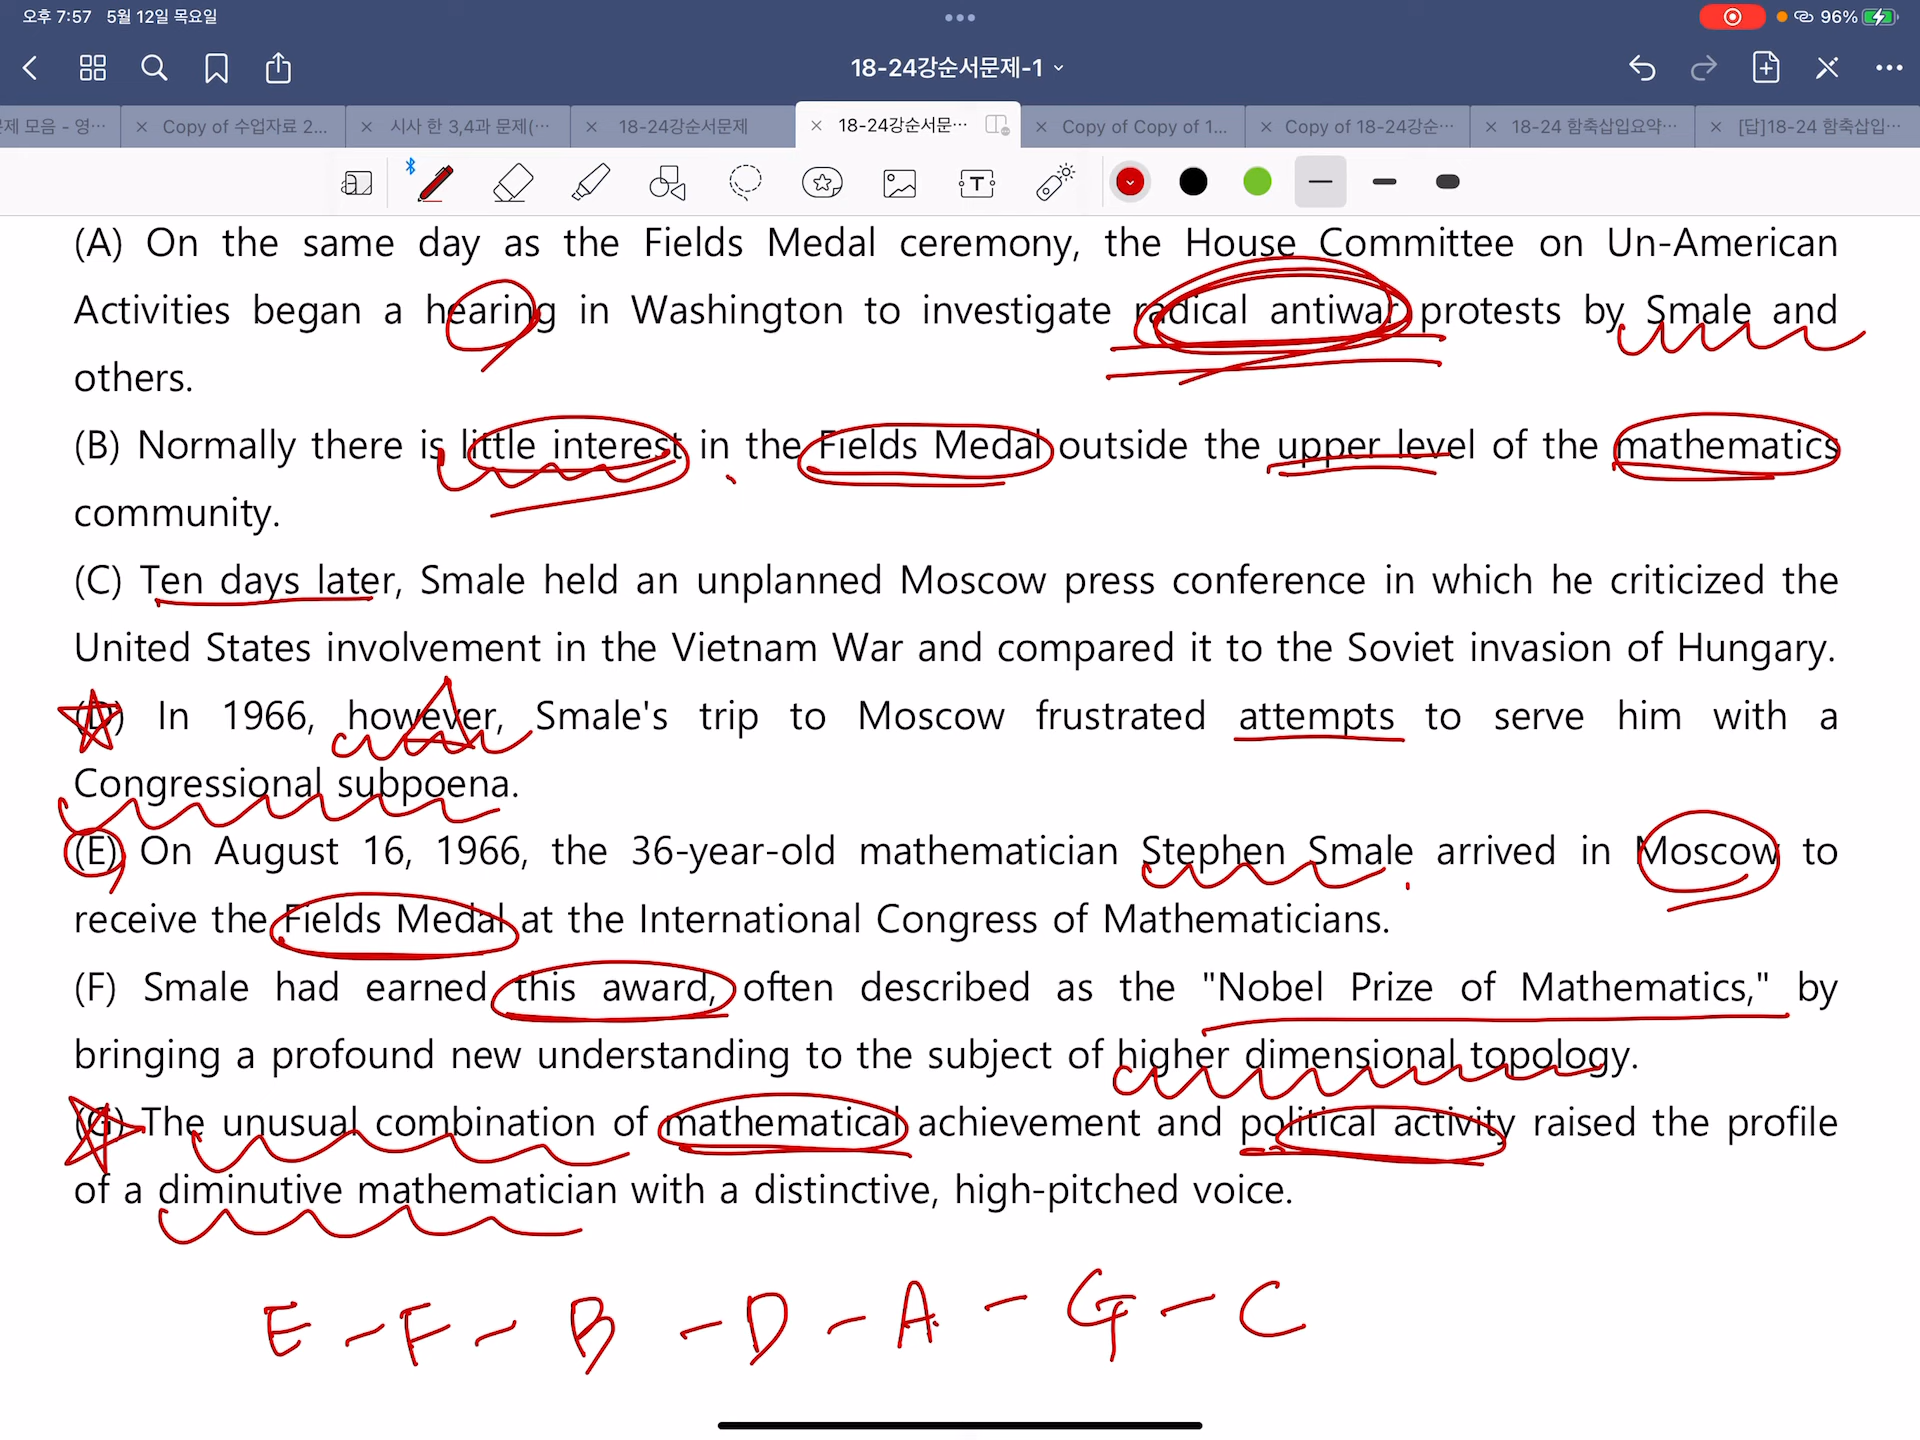 오후 7:57 5월 12일 목요일
96%
18-24강순서문제-1
제 모음 - 영…
Copy of 수업자료 2...
시사 한 3,4과 문제(…
18-24강순서문제
18-24강순서문…
Copy of Copy of 1...
Copy of 18-24강순…
18-24 함축삽입요약…
[답]18-24 함축삽입…
(A) On the same day as the Fields Medal ceremony, the House Committee on Un-American
Activities began a hearing in Washington to investigate radical antiwar protests by Smale and
others.
(B) Normally there is little interest in the Fields Medal outside the upper level of the mathematics
community.
(C) Ten days later, Smale held an unplanned Moscow press conference in which he criticized the
United States involvement in the Vietnam War and compared it to the Soviet invasion of Hungary.
(D) In 1966, however, Smale's trip to Moscow frustrated attempts to serve him with a
Congressional subpoena.
(E) On August 16, 1966, the 36-year-old mathematician Stephen Smale arrived in Moscow to
receive the Fields Medal at the International Congress of Mathematicians.
(F) Smale had earned this award, often described as the "Nobel Prize of Mathematics," by
bringing a profound new understanding to the subject of higher dimensional topology.
(G) The unusual combination of mathematical achievement and political activity raised the profile
of a diminutive mathematician with a distinctive, high-pitched voice.
E - F - B - D - A - G - C